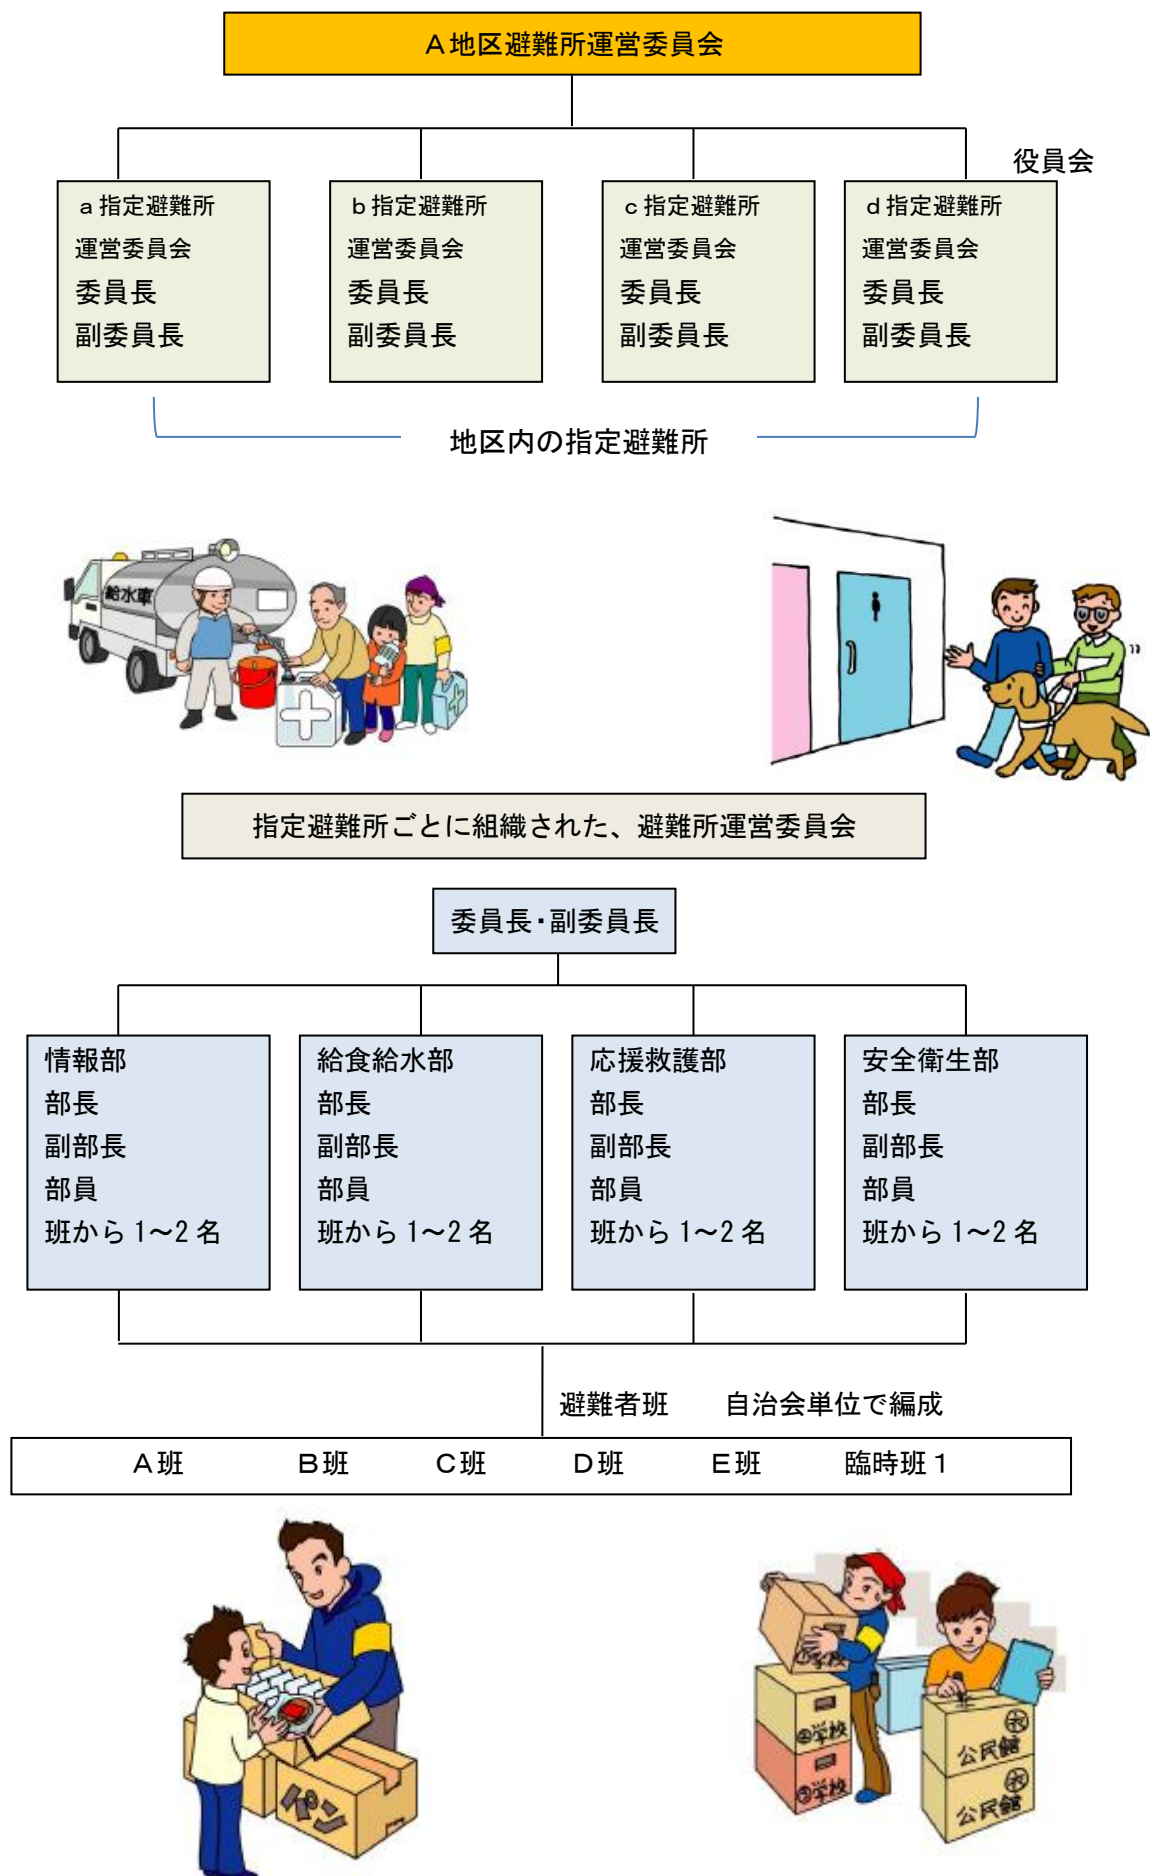 A地区避難所運営委員会
役員会
a指定避難所
運営委員会
委員長
副委員長
b指定避難所
運営委員会
委員長
副委員長
c指定避難所
運営委員会
委員長
副委員長
d指定避難所
運営委員会
委員長
副委員長
地区内の指定避難所
給水車
指定避難所ごとに組織された、避難所運営委員会
委員長・副委員長
情報部
部長
副部長
部員
班から1～2名
給食給水部
部長
副部長
部員
班から1～2名
応援救護部
部長
副部長
部員
班から1～2名
安全衛生部
部長
副部長
部員
班から1～2名
避難者班 自治会単位で編成
A班 B班 C班 D班 E班 臨時班1
パン
学校
学校
学校
公民館
公民館